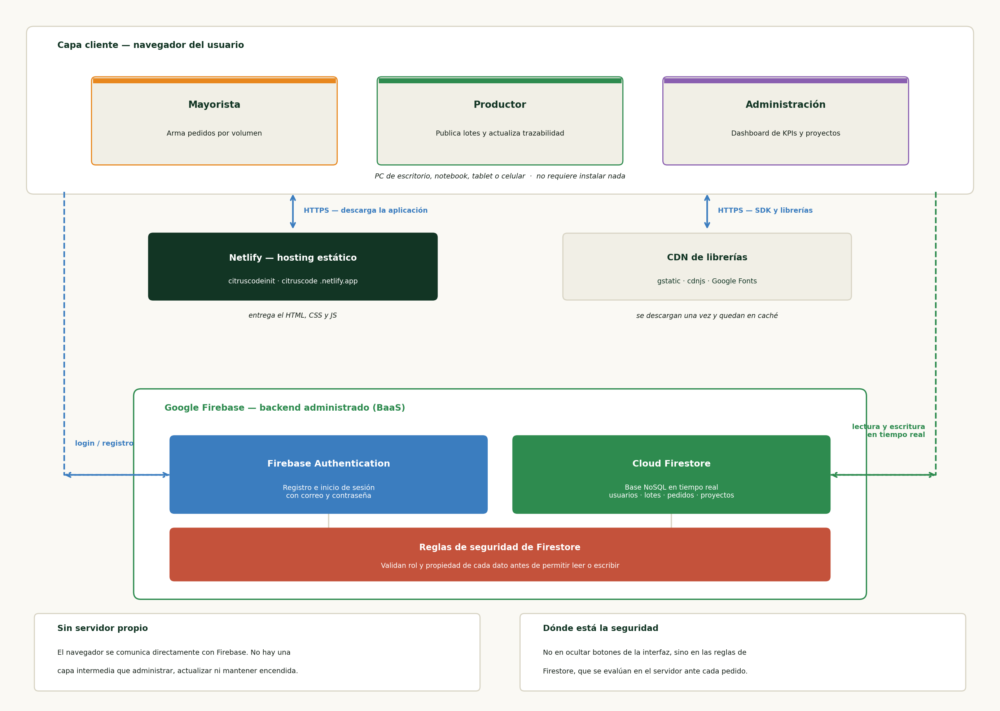 Capa cliente — navegador del usuario
Mayorista
Arma pedidos por volumen
Productor
Publica lotes y actualiza trazabilidad
Administración
Dashboard de KPIs y proyectos
PC de escritorio, notebook, tablet o celular · no requiere instalar nada
HTTPS — descarga la aplicación
HTTPS — SDK y librerías
Netlify — hosting estático
citruscodeinit · citruscode .netlify.app
entrega el HTML, CSS y JS
CDN de librerías
gstatic · cdnjs · Google Fonts
se descargan una vez y quedan en caché
Google Firebase — backend administrado (BaaS)
login / registro
lectura y escritura
en tiempo real
Firebase Authentication
Registro e inicio de sesión
con correo y contraseña
Cloud Firestore
Base NoSQL en tiempo real
usuarios · lotes · pedidos · proyectos
Reglas de seguridad de Firestore
Validan rol y propiedad de cada dato antes de permitir leer o escribir
Sin servidor propio
El navegador se comunica directamente con Firebase. No hay una
capa intermedia que administrar, actualizar ni mantener encendida.
Dónde está la seguridad
No en ocultar botones de la interfaz, sino en las reglas de
Firestore, que se evalúan en el servidor ante cada pedido.